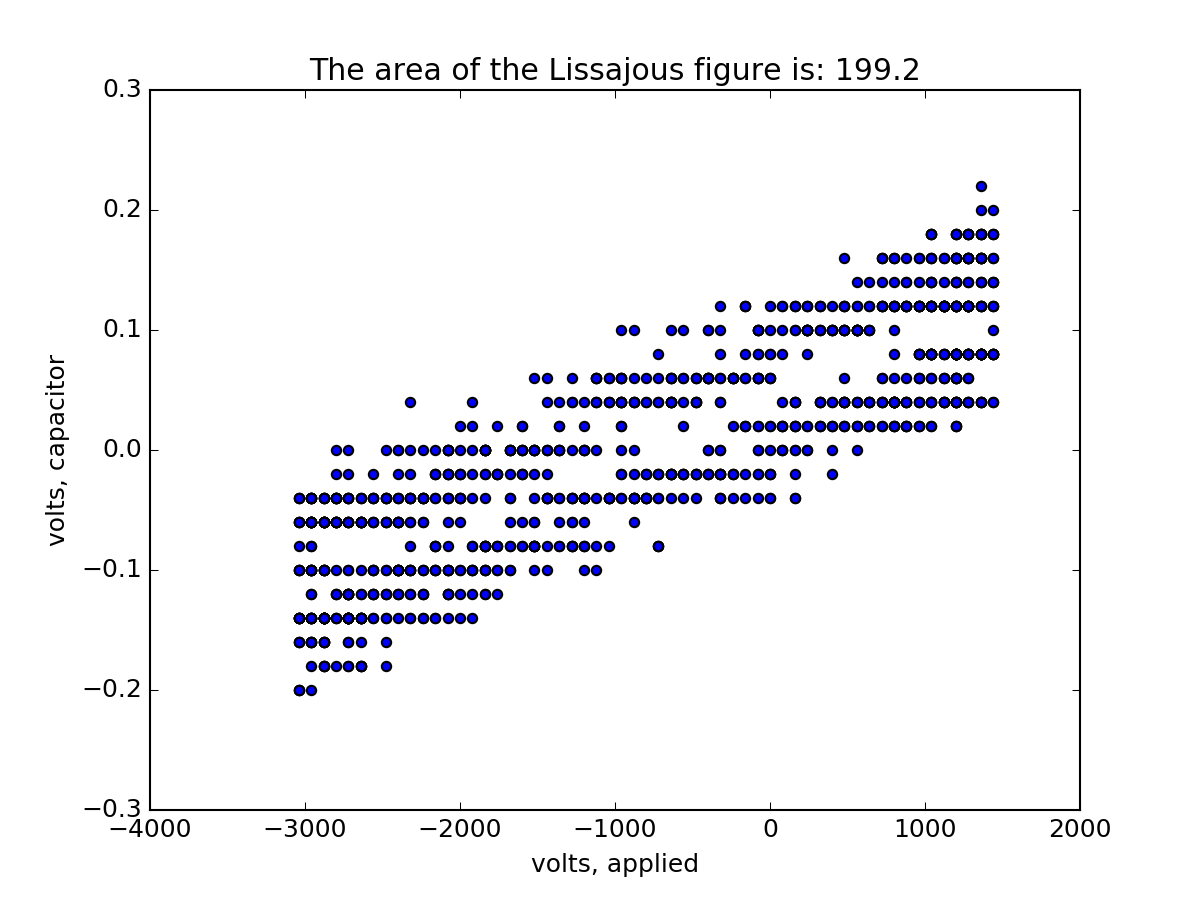 The area of the Lissajous figure is: 199.2
0.3
0.2
0.1
0.0
−0.1
−0.2
−0.3
volts, capacitor
−4000 −3000 −2000 −1000 0 1000 2000
volts, applied